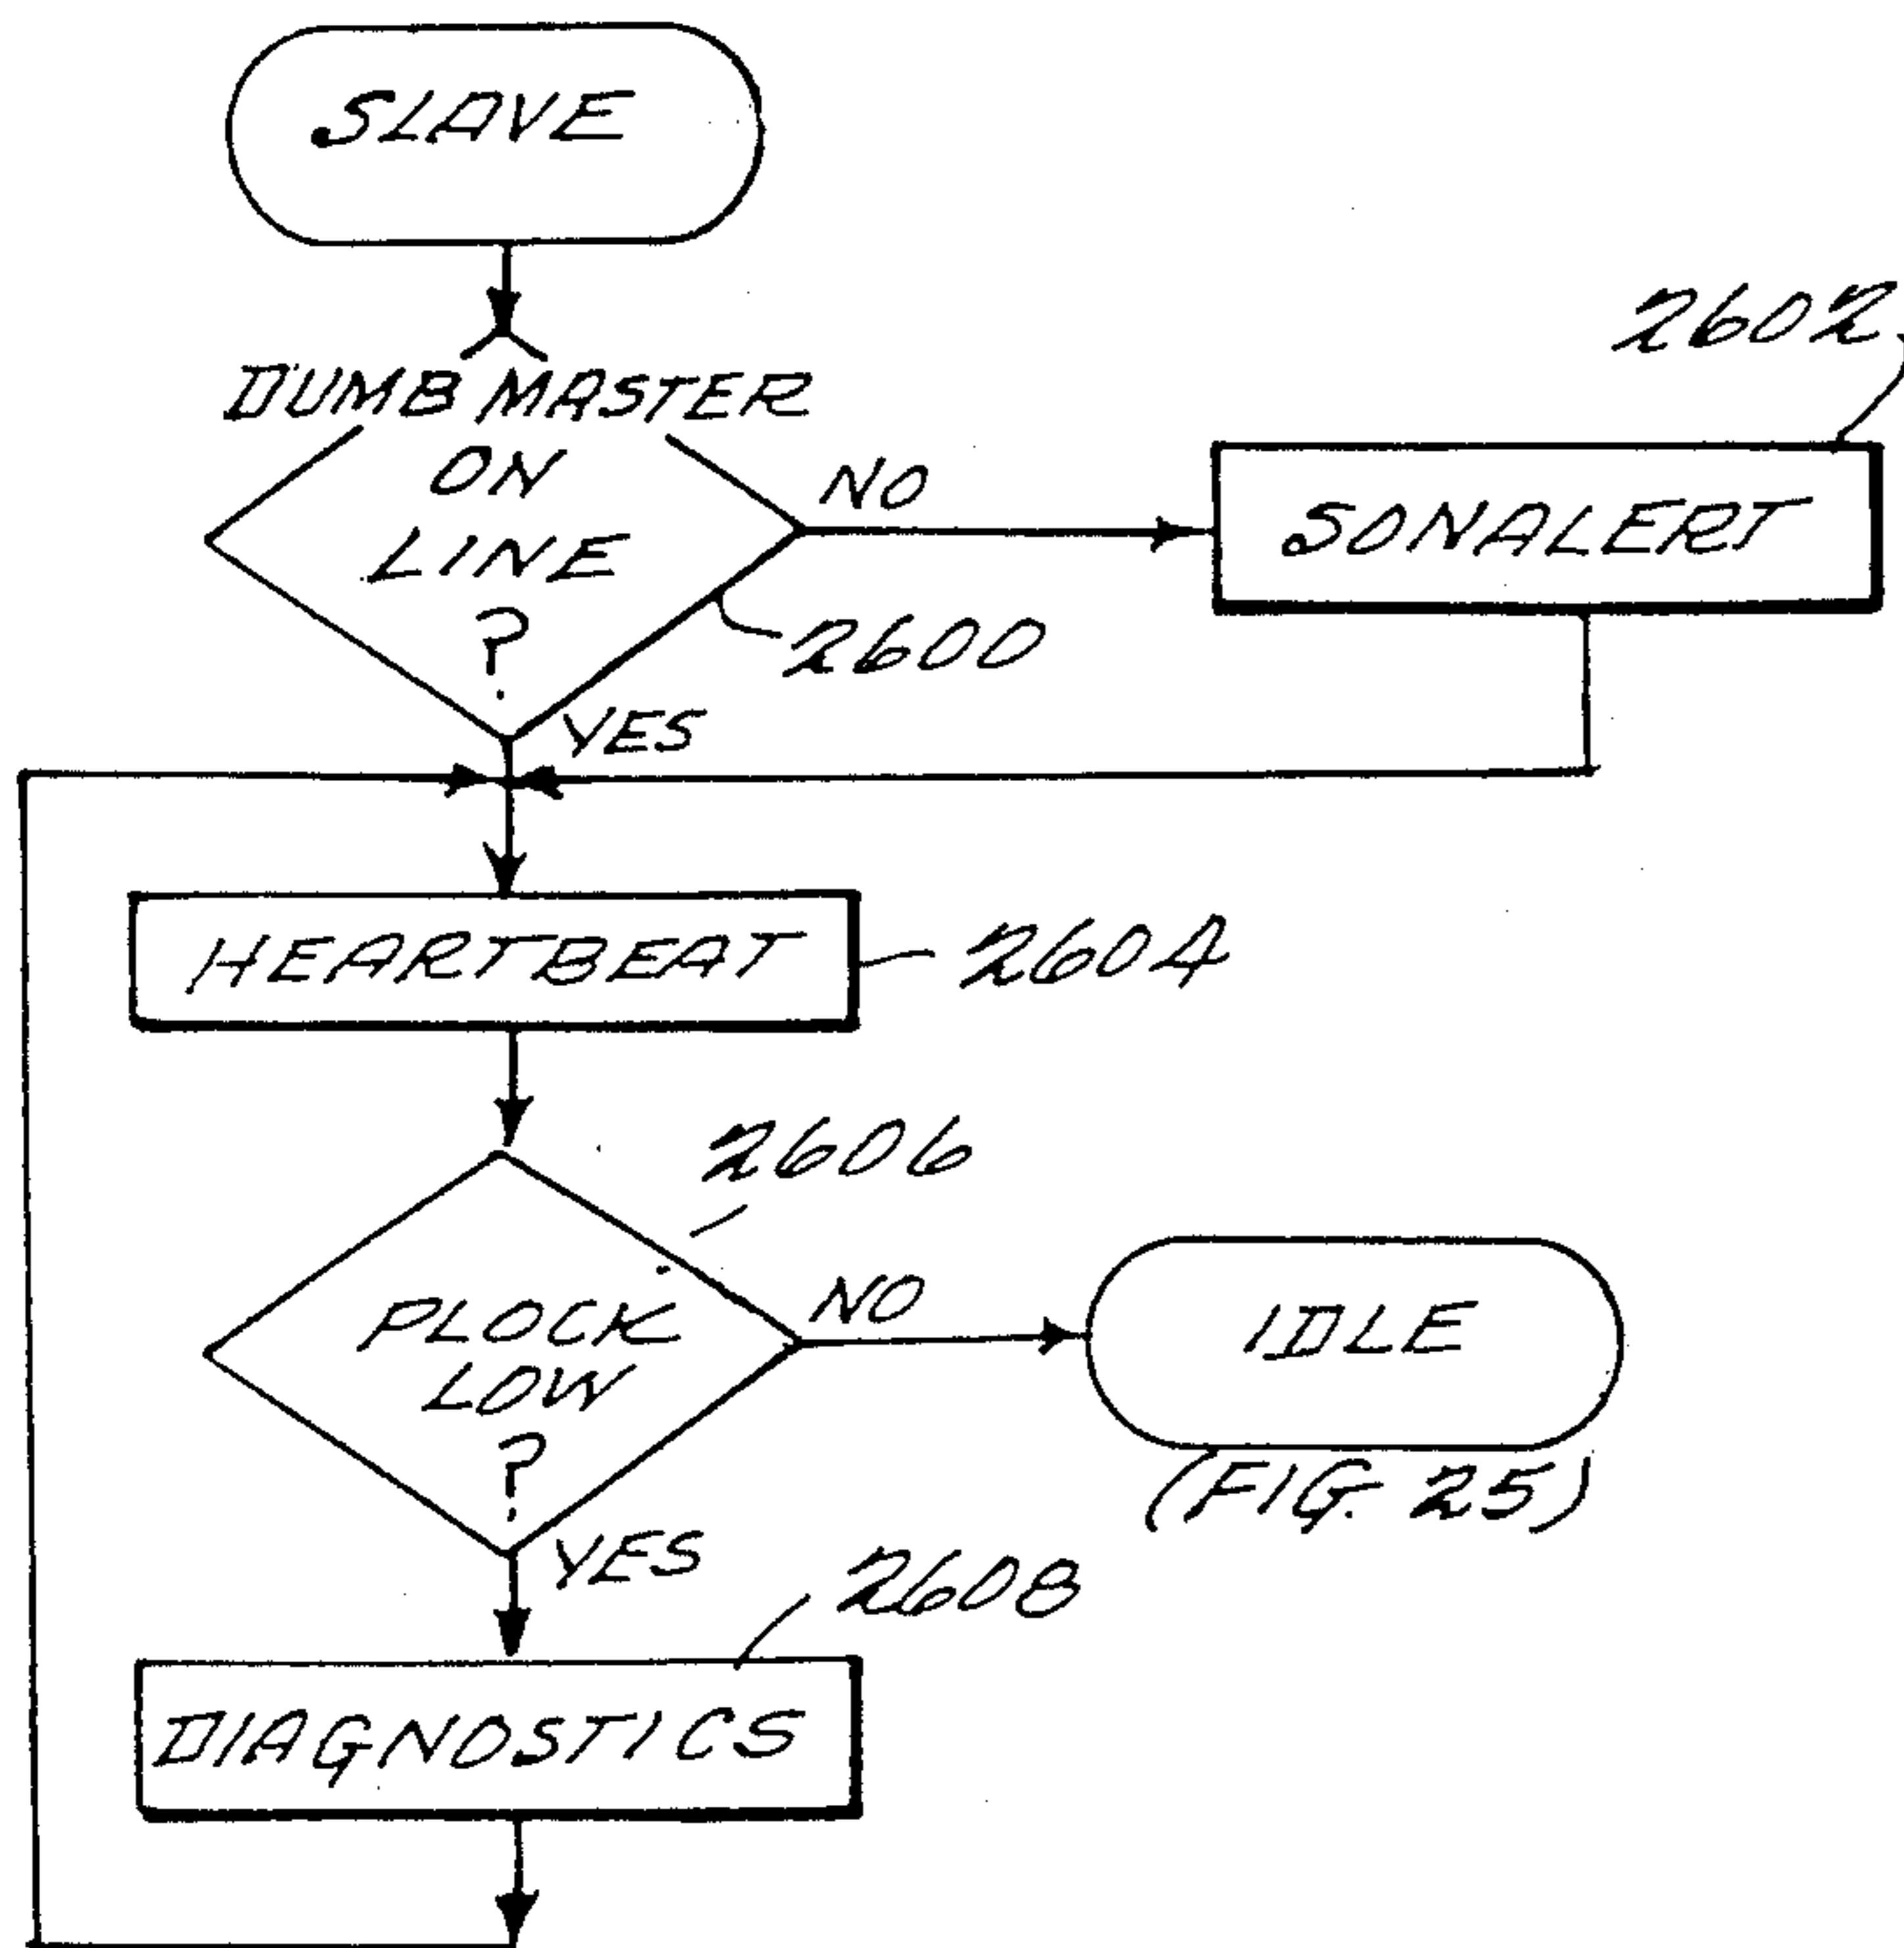 SLAVE
2602
DUMB MASTER
ON
LINE
?
NO
SONALERT
2600
YES
HEARTBEAT
2604
2606
PLOCK
LOW
?
NO
IDLE
(FIG. 25)
YES
2608
DIAGNOSTICS